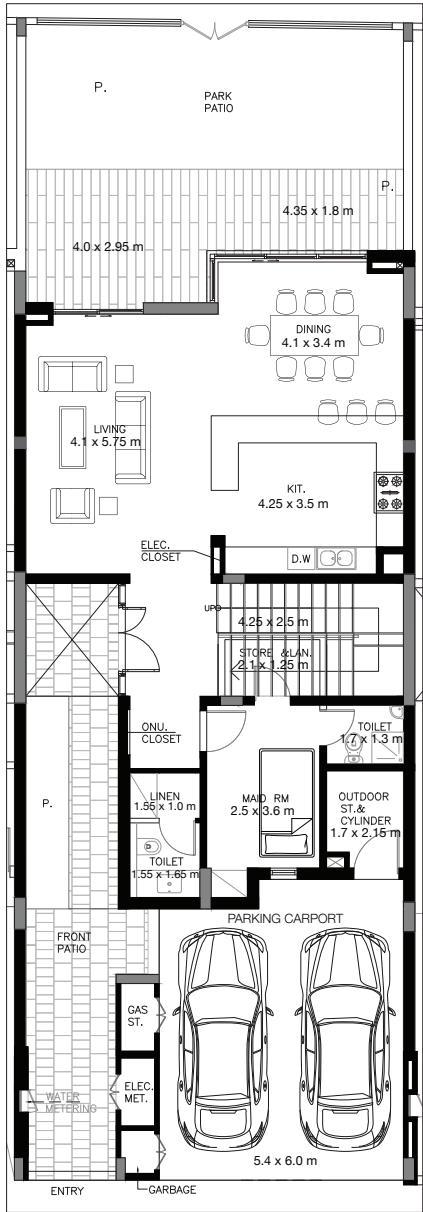 P.
PARK
PATIO
P.
4.35 x 1.8 m
4.0 x 2.95 m
DINING
4.1 x 3.4 m
LIVING
4.1 x 5.75 m
KIT.
4.25 x 3.5 m
ELEC.
CLOSET
D.W
UP
4.25 x 2.5 m
STORE &LAN.
2.1 x 1.25 m
ONU.
CLOSET
TOILET
1.7 x 1.3 m
P.
LINEN
1.55 x 1.0 m
MAID RM
2.5 x 3.6 m
OUTDOOR
ST.&
CYLINDER
1.7 x 2.15 m
TOILET
1.55 x 1.65 m
PARKING CARPORT
FRONT
PATIO
GAS
ST.
ELEC.
MET.
WATER
METERING
5.4 x 6.0 m
ENTRY
GARBAGE